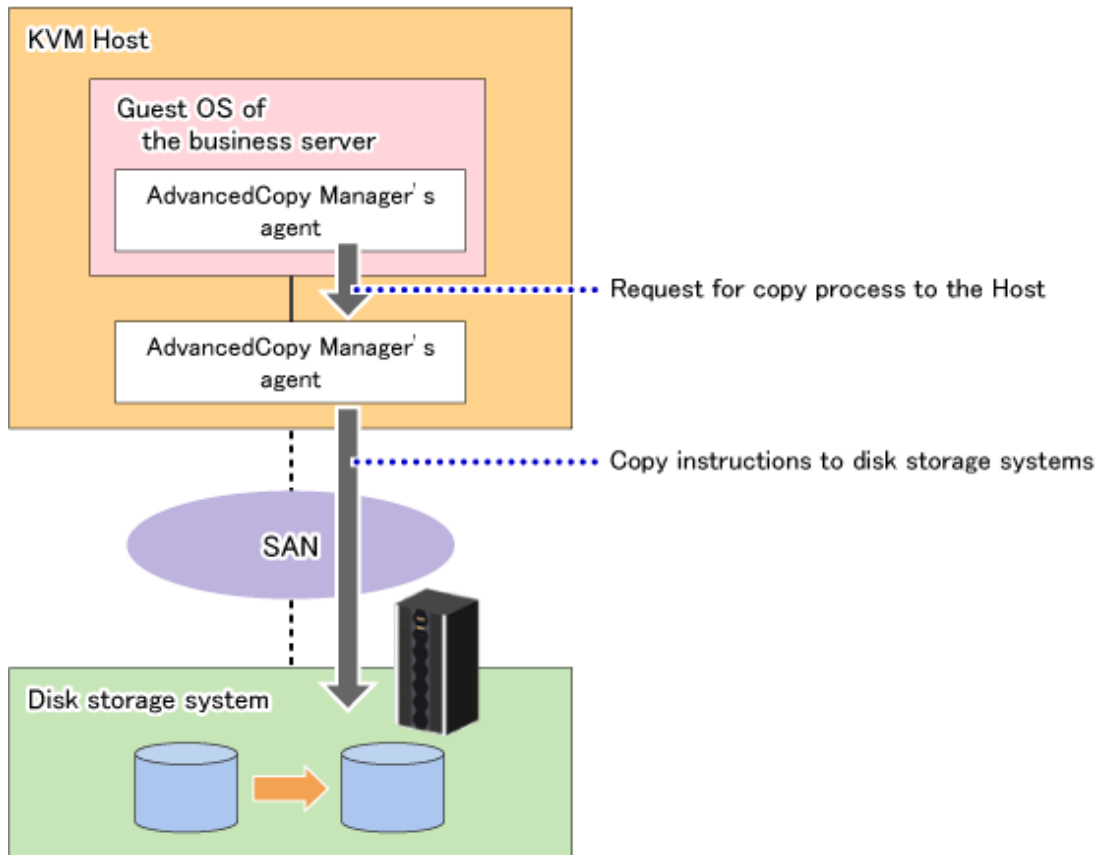 KVM Host
Guest OS of
the business server
AdvancedCopy Manager's
agent
Request for copy process to the Host
AdvancedCopy Manager's
agent
Copy instructions to disk storage systems
SAN
Disk storage system